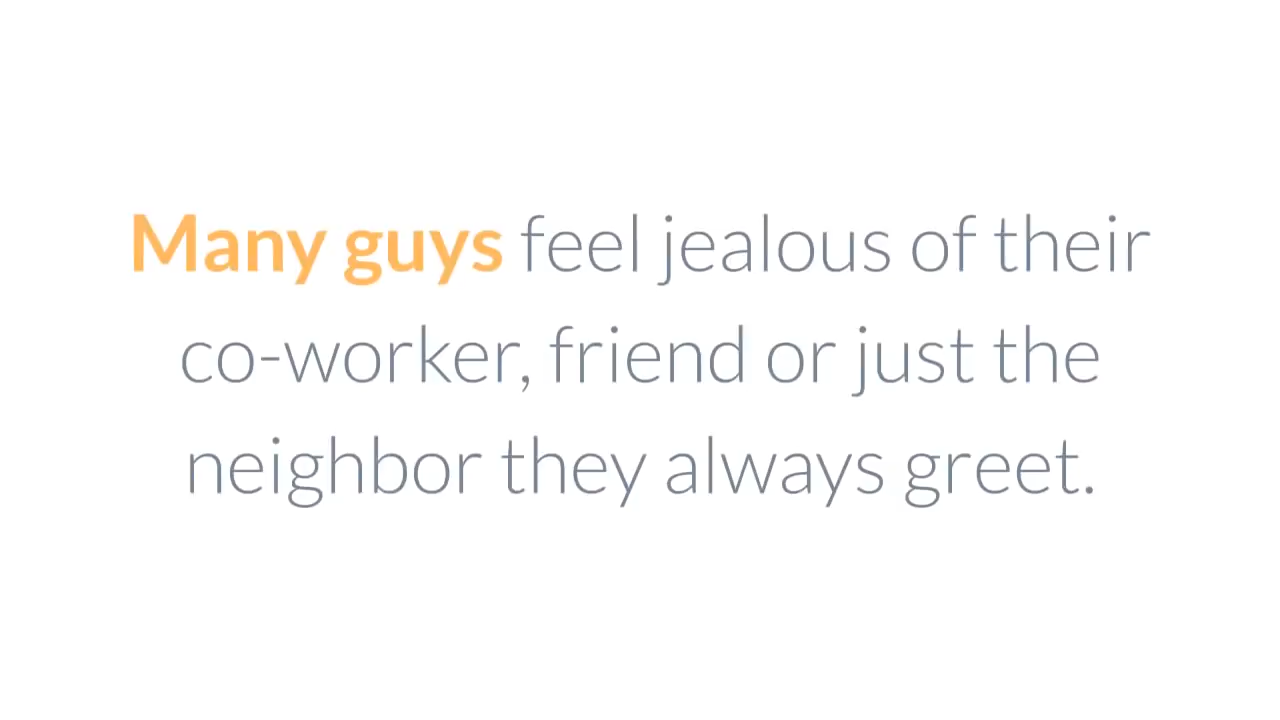 Many guys feel jealous of their
co-worker, friend or just the
neighbor they always greet.